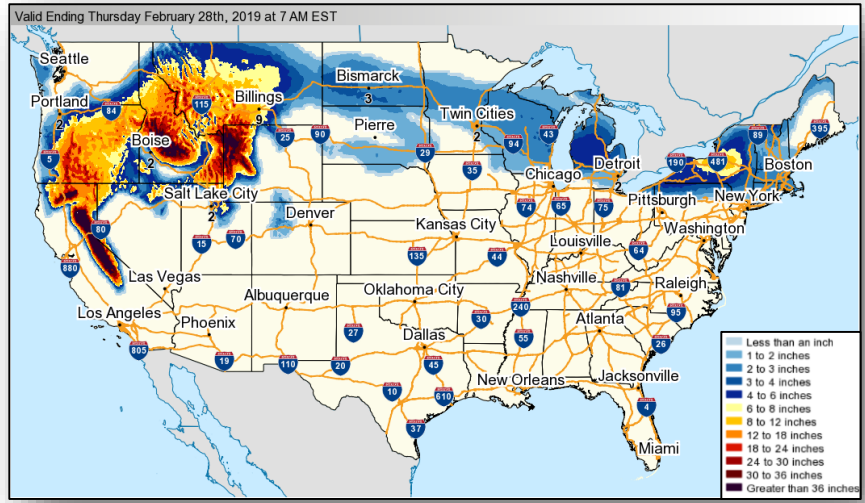 Valid Ending Thursday February 28th, 2019 at 7 AM EST
Seattle
2
Bismarck
3
Portland
2
84
115
Billings
9
Twin Cities
2
Pierre
25
90
5
Boise
2
29
94
43
89
395
190
481
Boston
35
Detroit
2
Chicago
Salt Lake City
2
74
65
75
Pittsburgh
New York
Denver
80
15
70
Kansas City
Washington
Louisville
64
135
44
880
Las Vegas
Nashville
81
Raleigh
Albuquerque
Oklahoma City
240
95
Los Angeles
Phoenix
27
30
Atlanta
Dallas
55
26
805
19
110
20
45
New Orleans
Jacksonville
10
610
4
37
Miami
Less than an inch
1 to 2 inches
2 to 3 inches
3 to 4 inches
4 to 6 inches
6 to 8 inches
8 to 12 inches
12 to 18 inches
18 to 24 inches
24 to 30 inches
30 to 36 inches
Greater than 36 inches